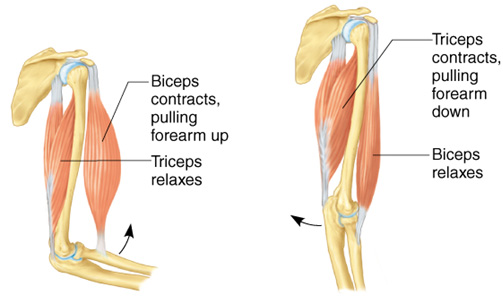 Biceps
contracts,
pulling
forearm up
Triceps
relaxes
Triceps
contracts,
pulling
forearm
down
Biceps
relaxes